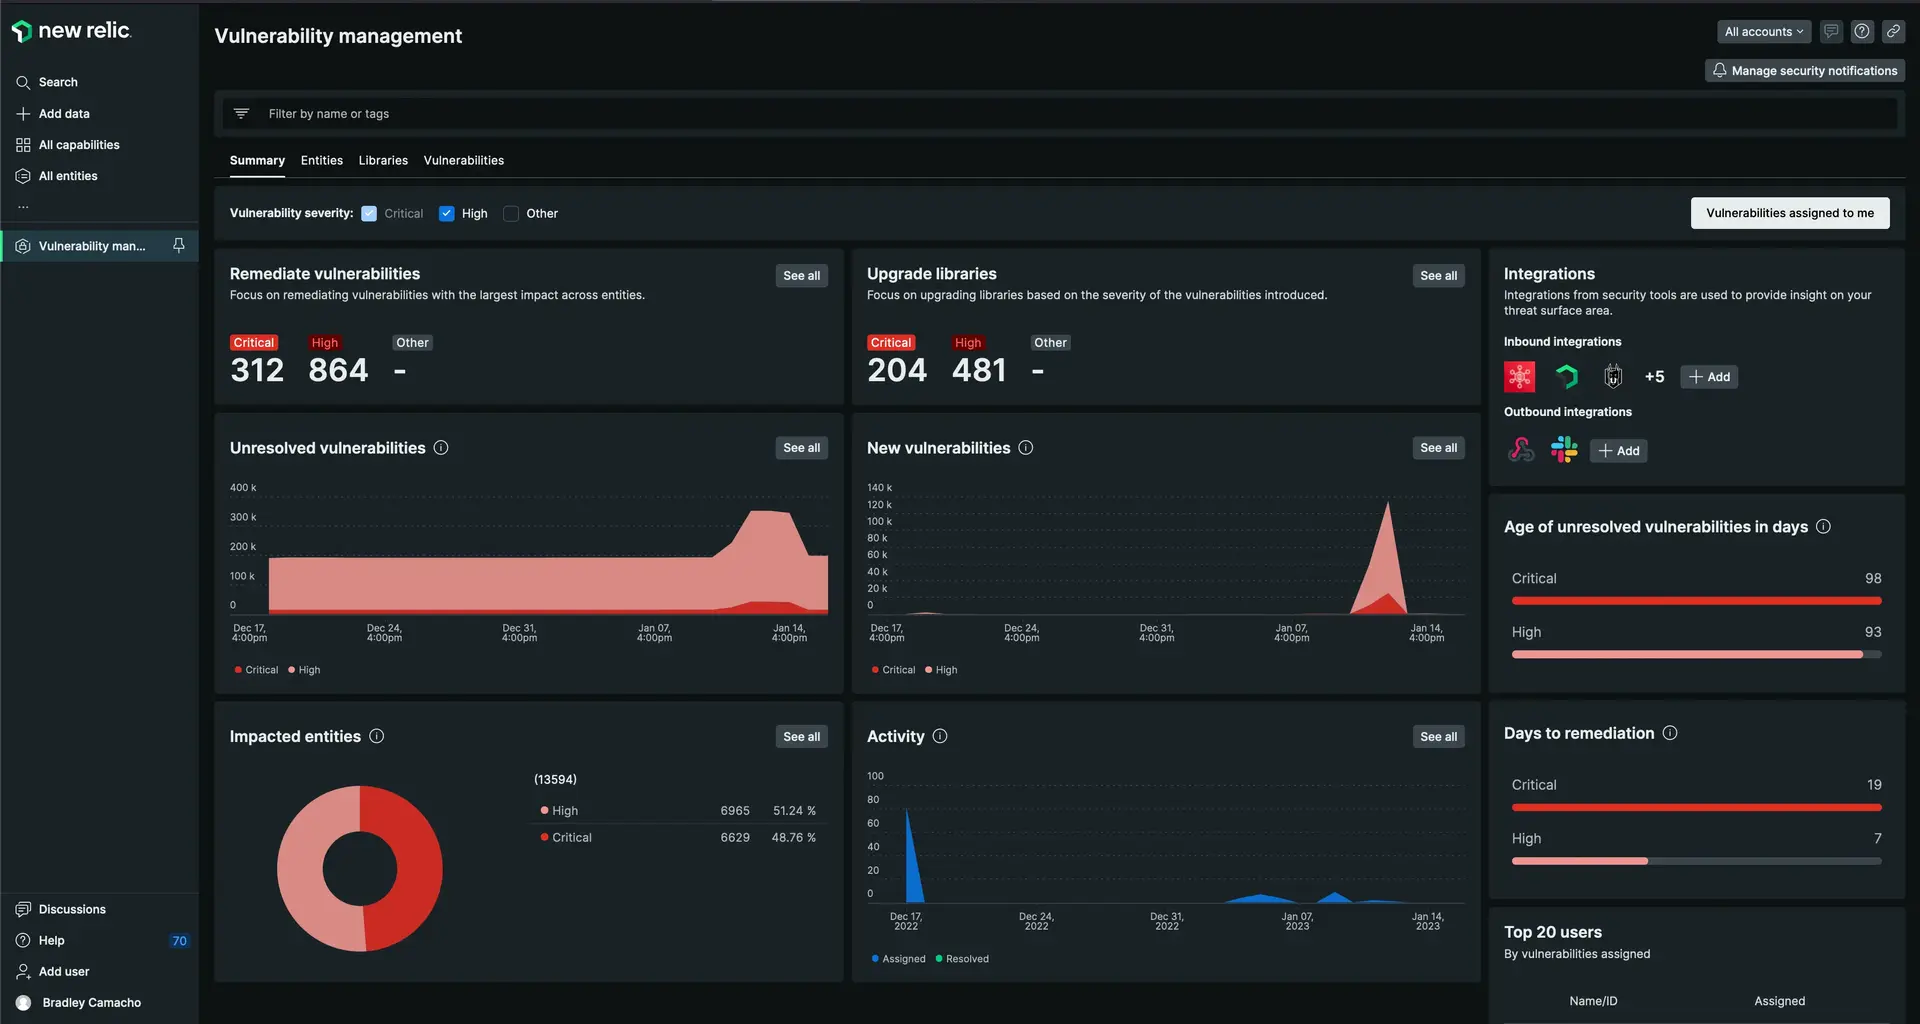 new relic.
Search
Add data
All capabilities
All entities
...
Vulnerability man...
Discussions
Help 70
Add user
Bradley Camacho
Vulnerability management
All accounts
Manage security notifications
Filter by name or tags
Summary Entities Libraries Vulnerabilities
Vulnerability severity: Critical High Other
Vulnerabilities assigned to me
Remediate vulnerabilities
See all
Focus on remediating vulnerabilities with the largest impact across entities.
Critical High Other
312 864 -
Upgrade libraries
See all
Focus on upgrading libraries based on the severity of the vulnerabilities introduced.
Critical High Other
204 481 -
Integrations
Integrations from security tools are used to provide insight on your
threat surface area.
Inbound integrations
+5 Add
Outbound integrations
Add
Unresolved vulnerabilities
See all
400 k
300 k
200 k
100 k
0
Dec 17, Dec 24, Dec 31, Jan 07, Jan 14,
4:00pm 4:00pm 4:00pm 4:00pm 4:00pm
Critical High
New vulnerabilities
See all
140 k
120 k
100 k
80 k
60 k
40 k
20 k
0
Dec 17, Dec 24, Dec 31, Jan 07, Jan 14,
4:00pm 4:00pm 4:00pm 4:00pm 4:00pm
Critical High
Age of unresolved vulnerabilities in days
Critical 98
High 93
Impacted entities
See all
(13594)
High 6965 51.24 %
Critical 6629 48.76 %
Activity
See all
100
80
60
40
20
0
Dec 17, Dec 24, Dec 31, Jan 07, Jan 14,
2022 2022 2022 2023 2023
Assigned Resolved
Days to remediation
Critical 19
High 7
Top 20 users
By vulnerabilities assigned
Name/ID Assigned